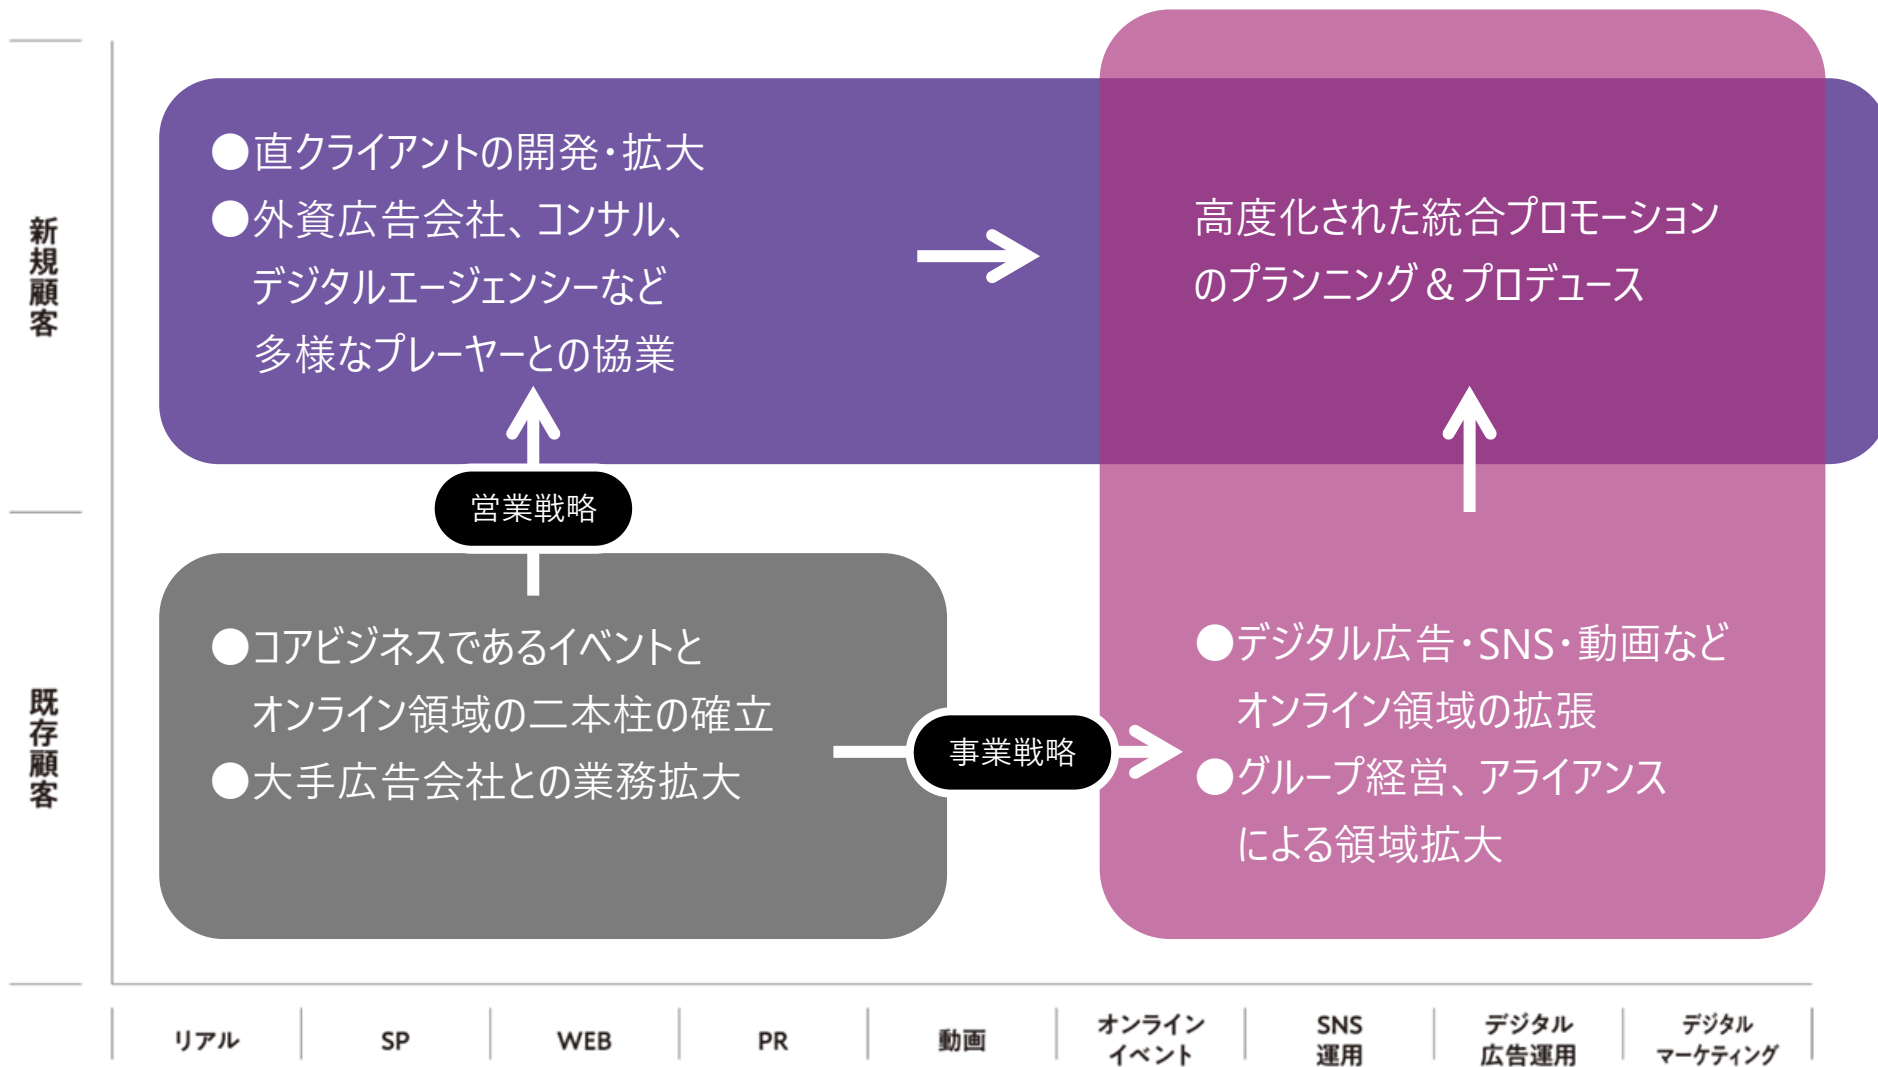 新規顧客
●直クライアントの開発・拡大
●外資広告会社、コンサル、
デジタルエージェンシーなど
多様なプレーヤーとの協業
高度化された統合プロモーション
のプランニング＆プロデュース
営業戦略
既存顧客
●コアビジネスであるイベントと
オンライン領域の二本柱の確立
●大手広告会社との業務拡大
事業戦略
●デジタル広告・SNS・動画など
オンライン領域の拡張
●グループ経営、アライアンス
による領域拡大
リアル
SP
WEB
PR
動画
オンライン
イベント
SNS
運用
デジタル
広告運用
デジタル
マーケティング